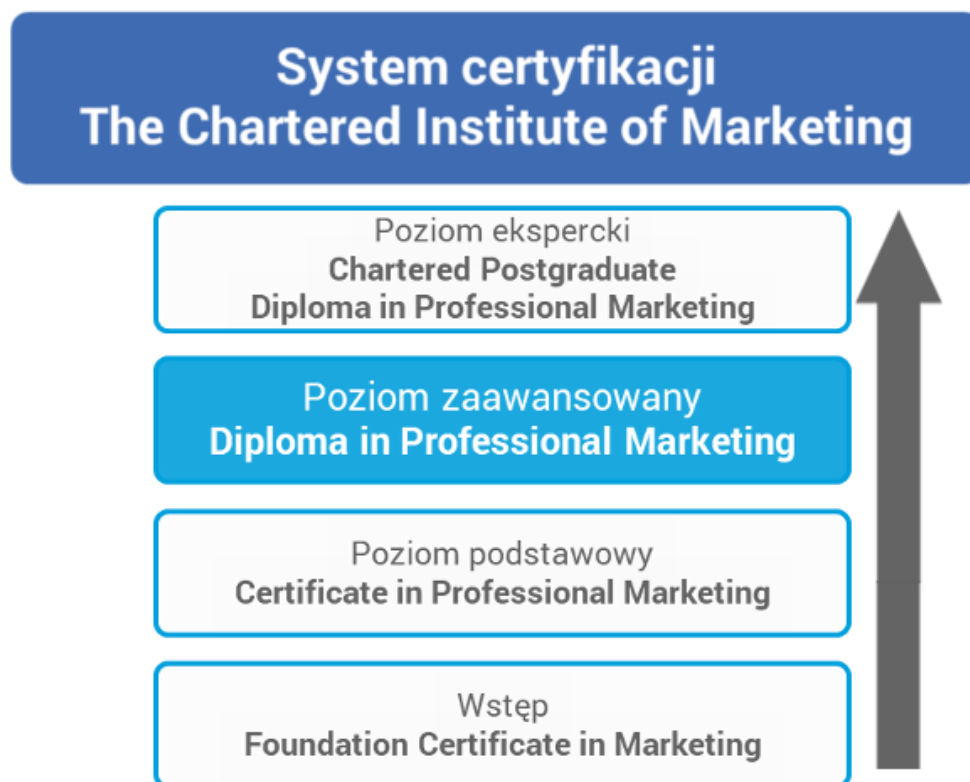 System certyfikacji
The Chartered Institute of Marketing
Poziom ekspercki
Chartered Postgraduate
Diploma in Professional Marketing
Poziom zaawansowany
Diploma in Professional Marketing
Poziom podstawowy
Certificate in Professional Marketing
Wstęp
Foundation Certificate in Marketing